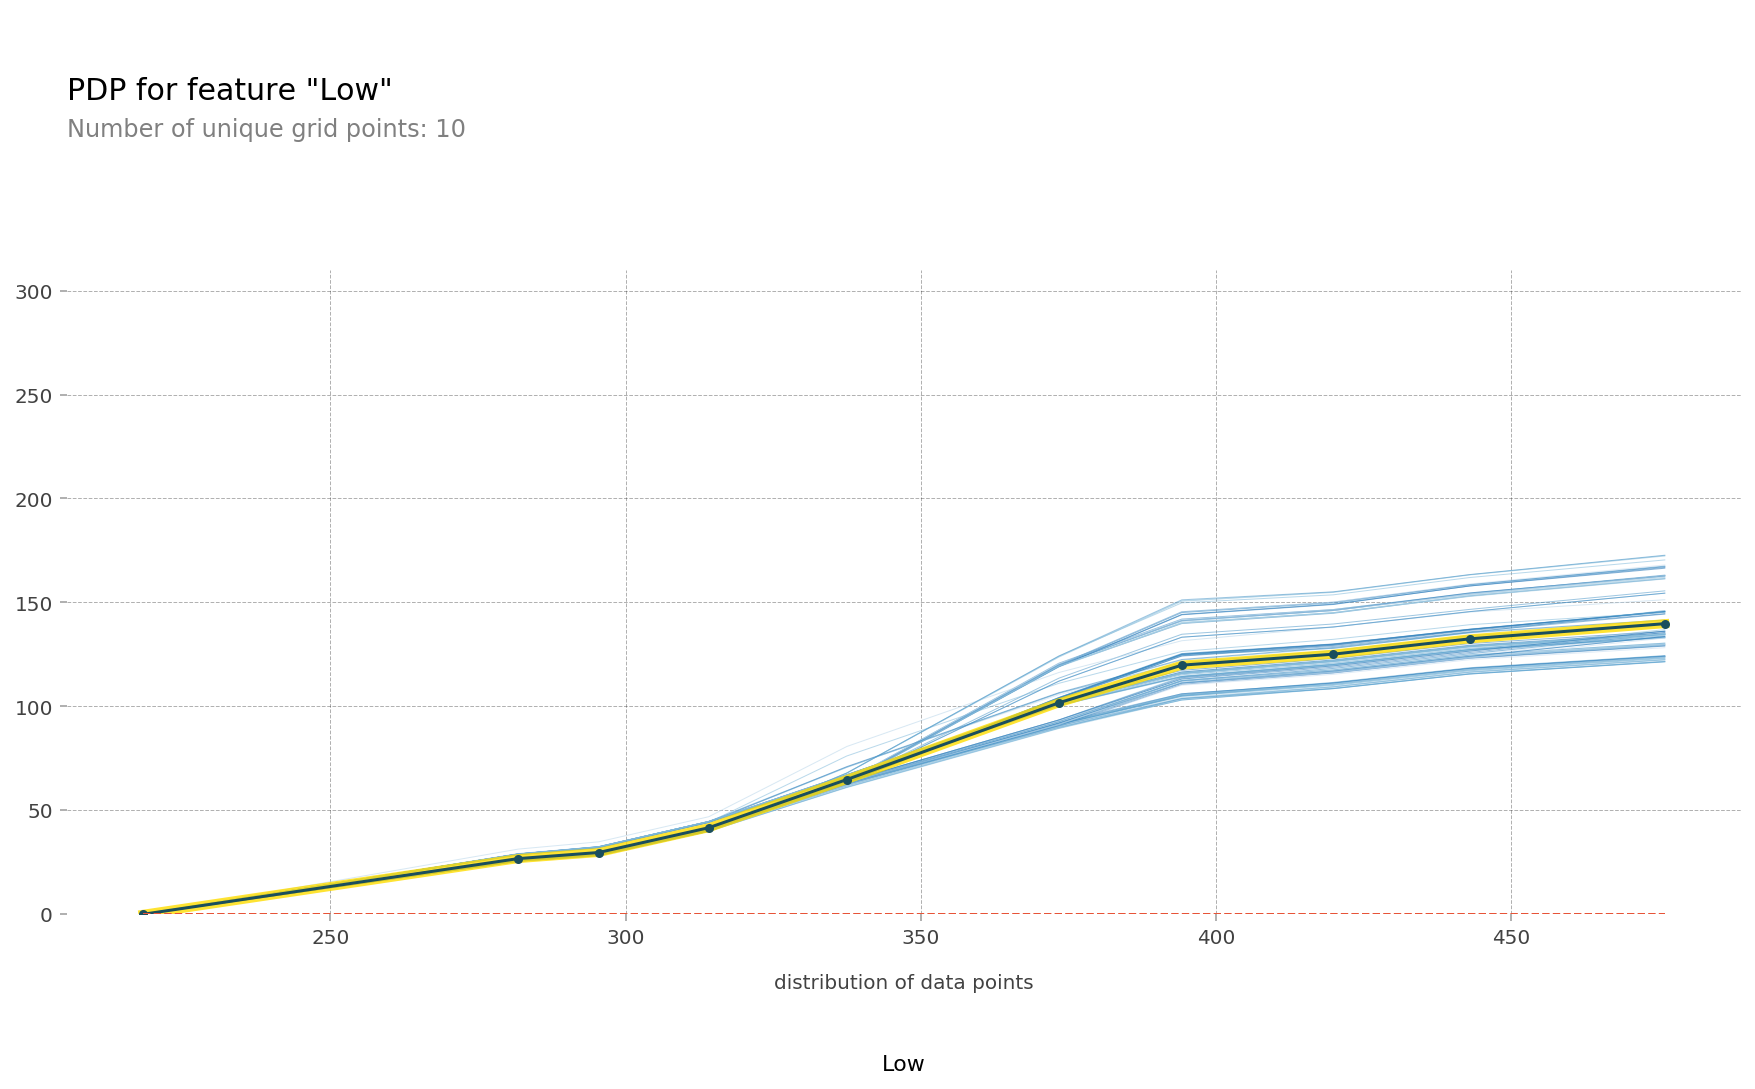 PDP for feature "Low"
Number of unique grid points: 10
300
250
200
150
100
50
0
250 300 350 400 450
distribution of data points
Low